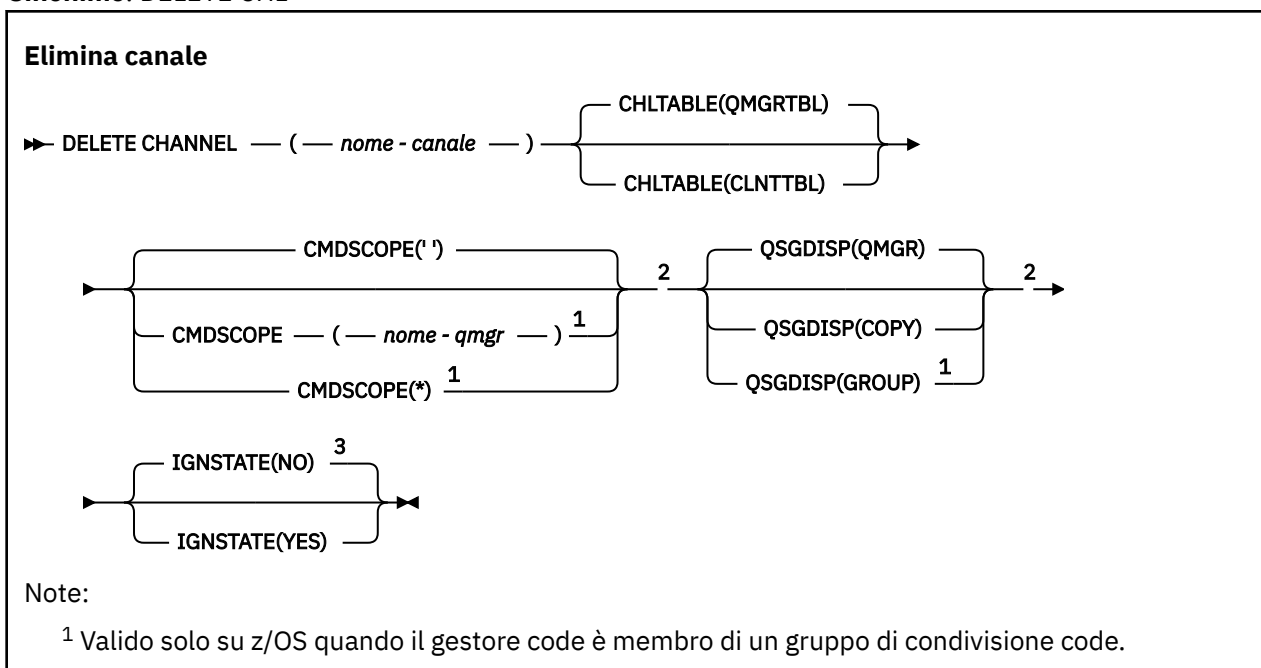 Elimina canale
CHLTABLE(QMGRTBL)
DELETE CHANNEL ( nome - canale )
CHLTABLE(CLNTTBL)
CMDSCOPE(' ') QSGDISP(QMGR)
2 2
CMDSCOPE ( nome - qmgr ) 1 QSGDISP(COPY)
CMDSCOPE(*) 1 QSGDISP(GROUP) 1
IGNSTATE(NO) 3
IGNSTATE(YES)
Note:
1 Valido solo su z/OS quando il gestore code è membro di un gruppo di condivisione code.